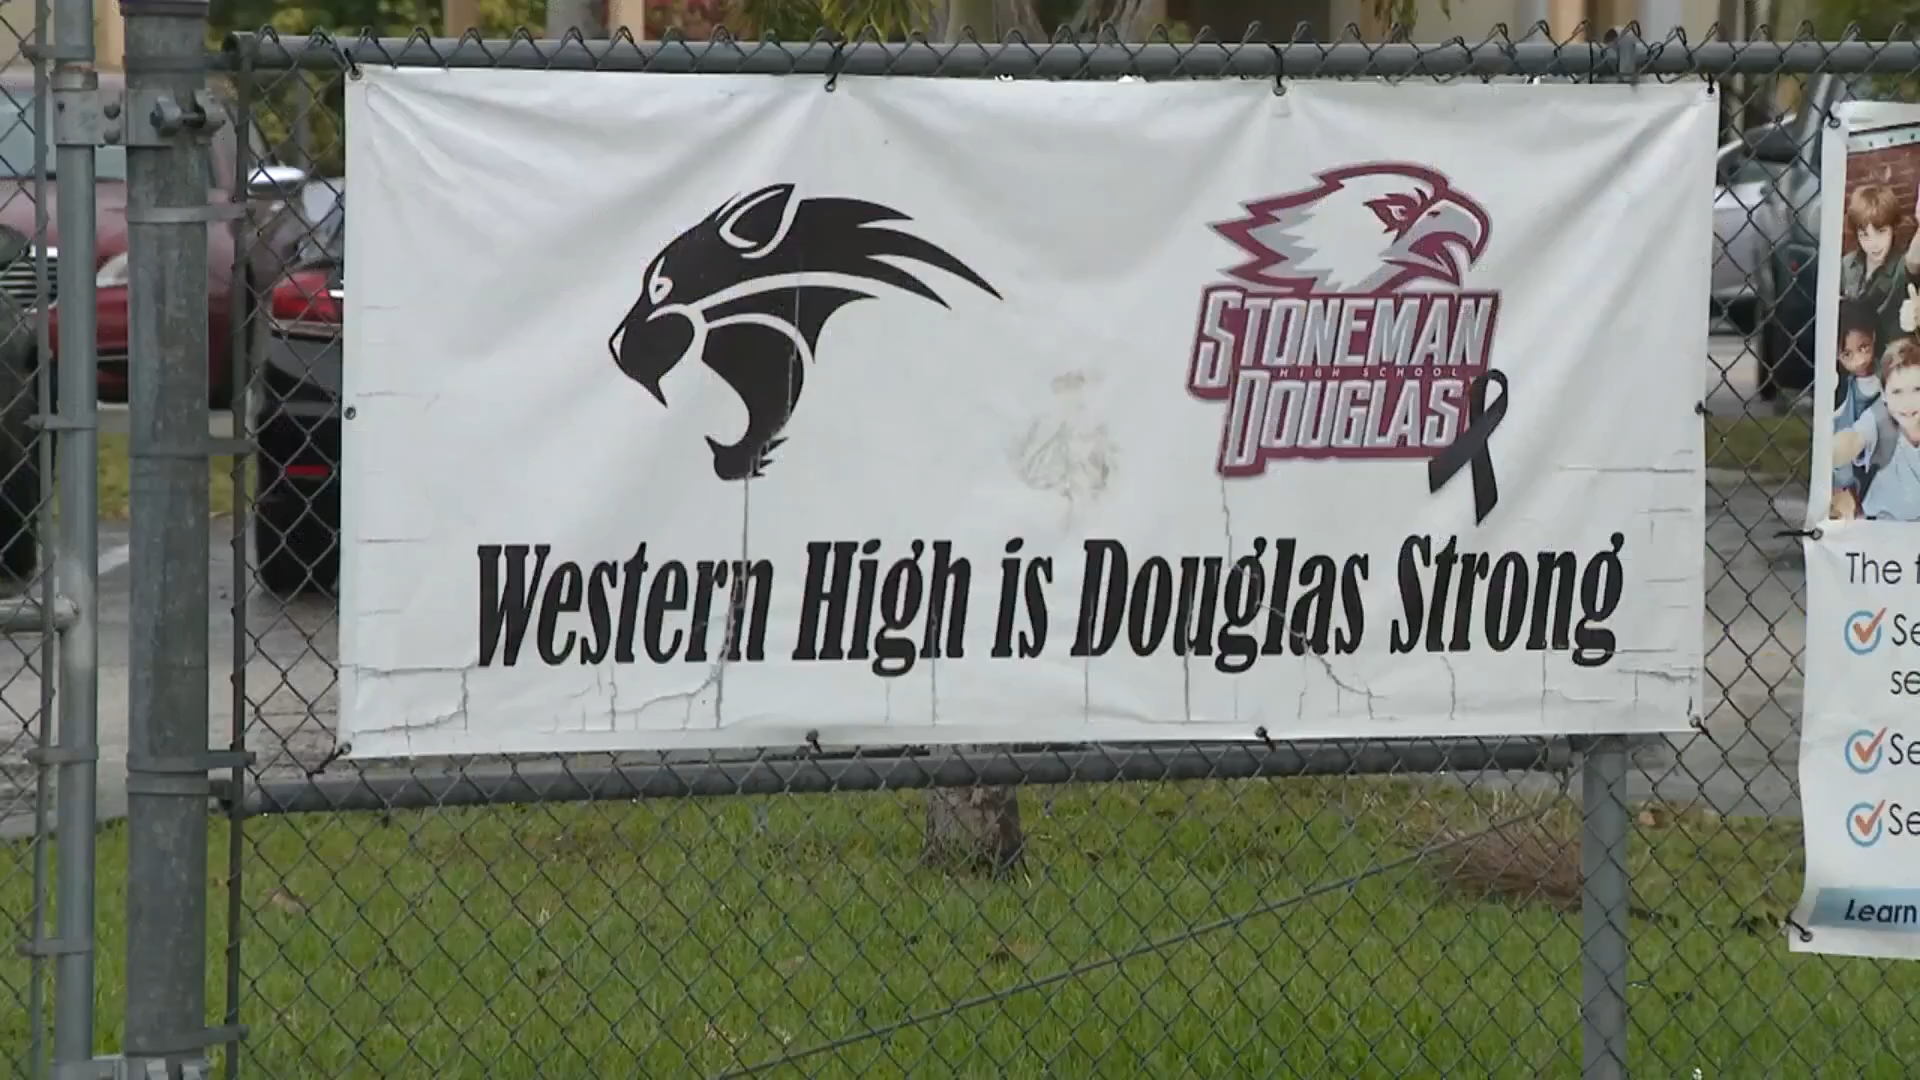 STONEMAN
HIGH SCHOOL
DOUGLAS
Western High is Douglas Strong
The
Se
se
Se
Se
Learn